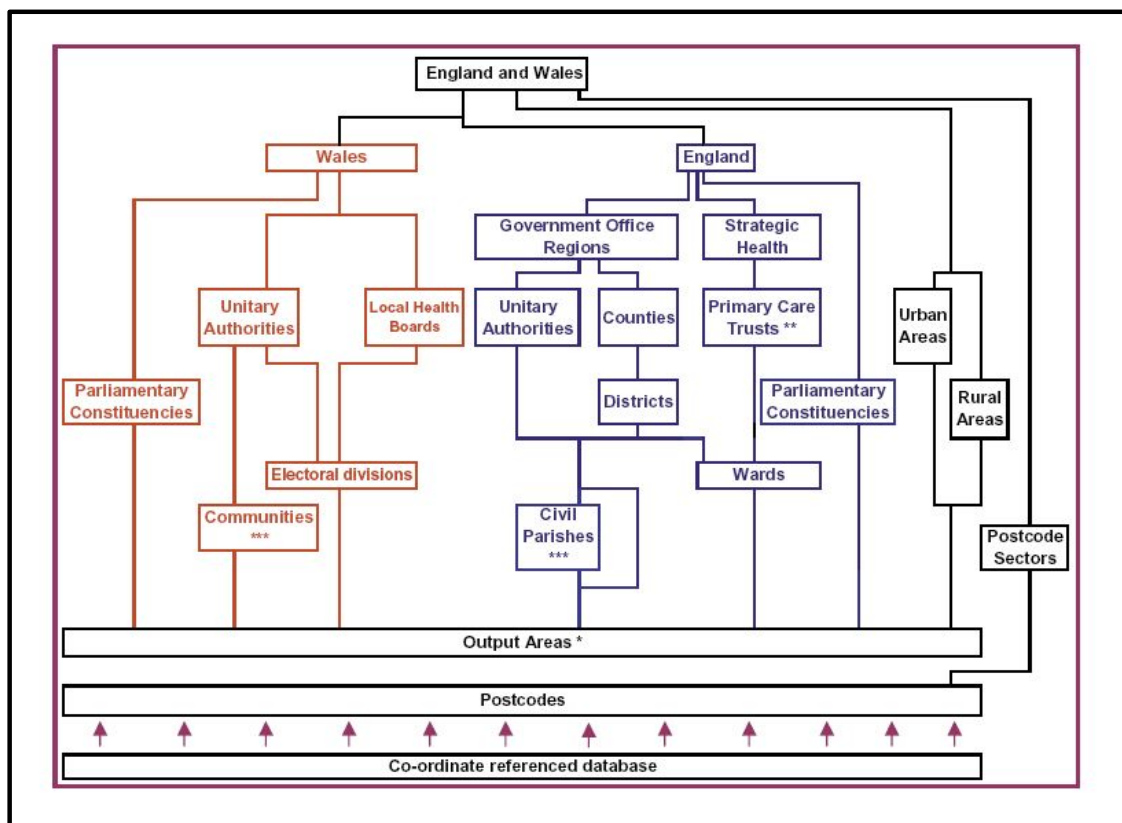 England and Wales
Wales
England
Government Office
Regions
Strategic
Health
Unitary
Authorities
Local Health
Boards
Unitary
Authorities
Counties
Primary Care
Trusts **
Urban
Areas
Parliamentary
Constituencies
Districts
Parliamentary
Constituencies
Rural
Areas
Electoral divisions
Wards
Communities
***
Civil
Parishes
***
Postcode
Sectors
Output Areas *
Postcodes
Co-ordinate referenced database